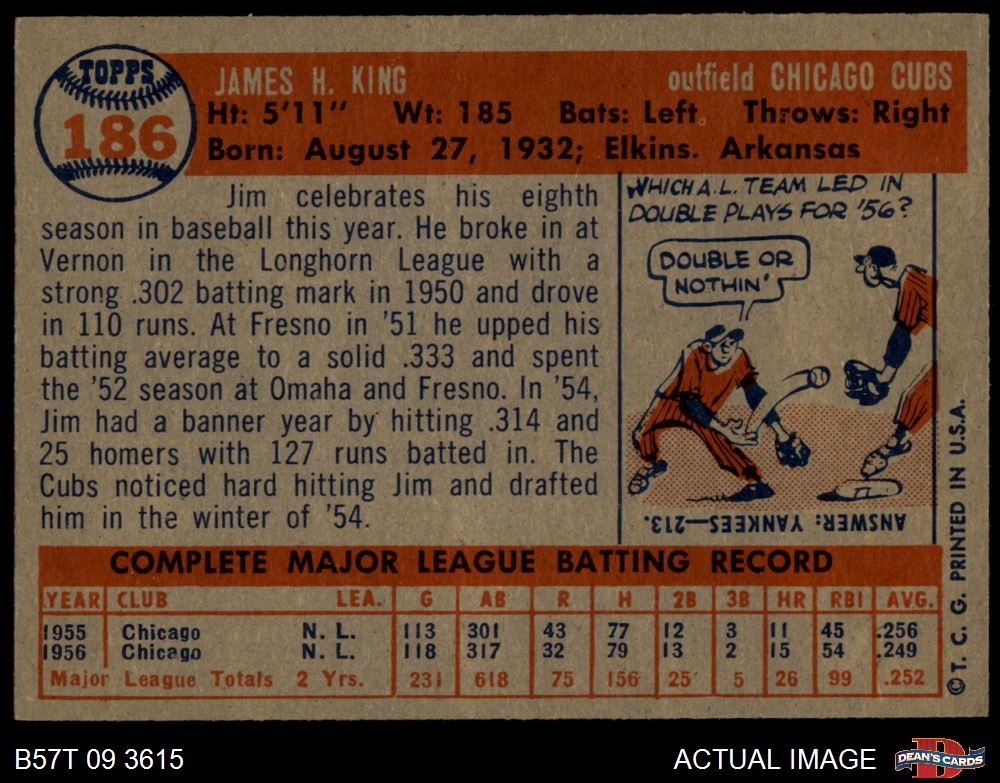 TOPPS
186
JAMES H. KING outfield CHICAGO CUBS
Ht: 5'11" Wt: 185 Bats: Left. Throws: Right
Born: August 27, 1932; Elkins. Arkansas
Jim celebrates his eighth
season in baseball this year. He broke in at
Vernon in the Longhorn League with a
strong .302 batting mark in 1950 and drove
in 110 runs. At Fresno in '51 he upped his
batting average to a solid .333 and spent
the '52 season at Omaha and Fresno. In '54,
Jim had a banner year by hitting .314 and
25 homers with 127 runs batted in. The
Cubs noticed hard hitting Jim and drafted
him in the winter of '54.
WHICH A.L. TEAM LED IN
DOUBLE PLAYS FOR '56?
DOUBLE OR
NOTHIN'
ANSWER: YANKEES—213.
COMPLETE MAJOR LEAGUE BATTING RECORD
YEAR CLUB LEA. G AB R H 2B 3B HR RBI AVG.
1955 Chicago N. L. 113 301 43 77 12 3 11 45 .256
1956 Chicago N. L. 118 317 32 79 13 2 15 54 .249
Major League Totals 2 Yrs. 231 618 75 156 25 5 26 99 .252
© T. C. G. PRINTED IN U.S.A.
B57T 09 3615 ACTUAL IMAGE
D
DEAN'S CARDS